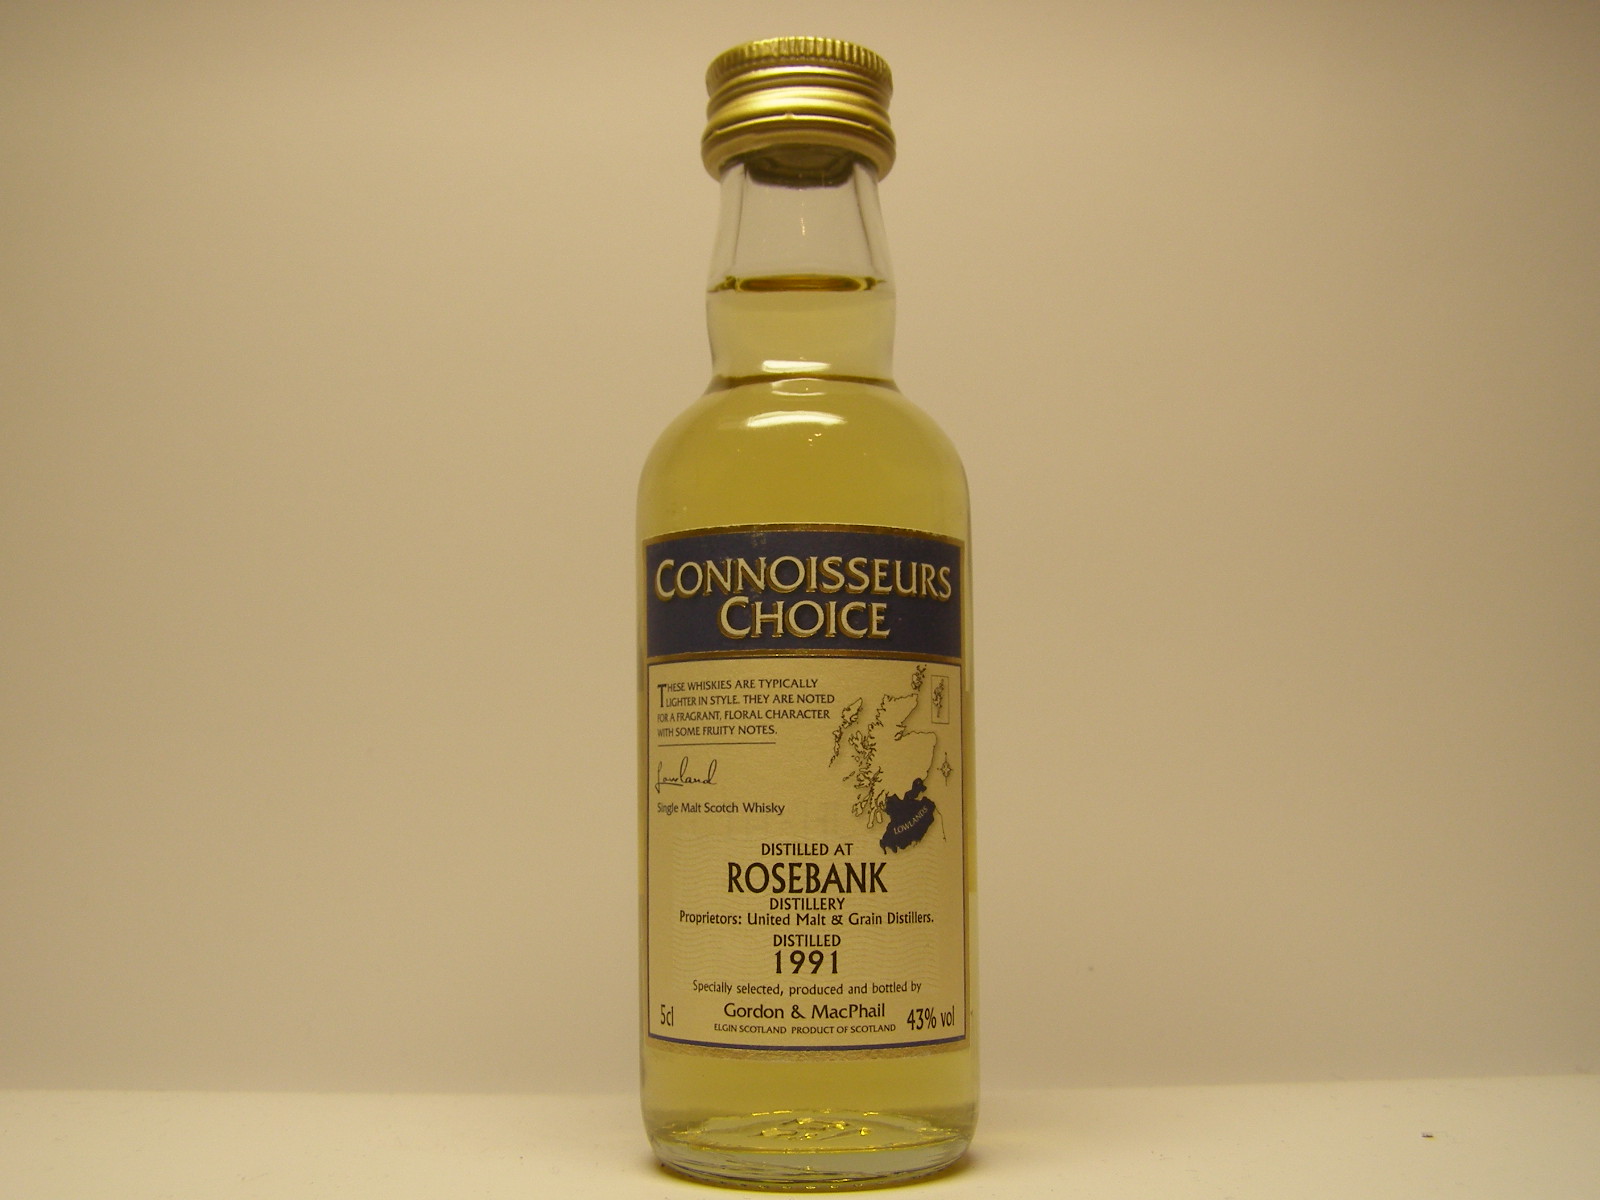 CONNOISSEURS
CHOICE
THESE WHISKIES ARE TYPICALLY
LIGHTER IN STYLE. THEY ARE NOTED
FOR A FRAGRANT, FLORAL CHARACTER
WITH SOME FRUITY NOTES.
Lowland
Single Malt Scotch Whisky
LOWLANDS
DISTILLED AT
ROSEBANK
DISTILLERY
Proprietors: United Malt & Grain Distillers.
DISTILLED
1991
Specially selected, produced and bottled by
Gordon & MacPhail
5cl ELGIN SCOTLAND PRODUCT OF SCOTLAND 43% vol